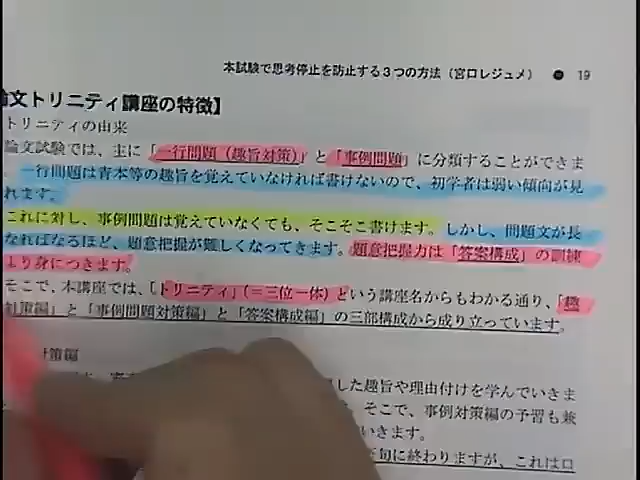 本試験で思考停止を防止する3つの方法（宮口レジュメ） ● 19
論文トリニティ講座の特徴】
トリニティの由来
論文試験では、主に「一行問題（趣旨対策）」と「事例問題」に分類することができま
。一行問題は青本等の趣旨を覚えていなければ書けないので、初学者は弱い傾向が見
れます。
これに対し、事例問題は覚えていなくても、そこそこ書けます。しかし、問題文が長
なればなるほど、題意把握が難しくなってきます。題意把握力は「答案構成」の訓練
より身につきます。
そこで、本講座では、「トリニティ」（＝三位一体）という講座名からもわかる通り、「趣
対策編」と「事例問題対策編」と「答案構成編」の三部構成から成り立っています。
対策編
した趣旨や理由付けを学んでいきま
。そこで、事例対策編の予習も兼
いきます。
旬に終わりますが、これは口